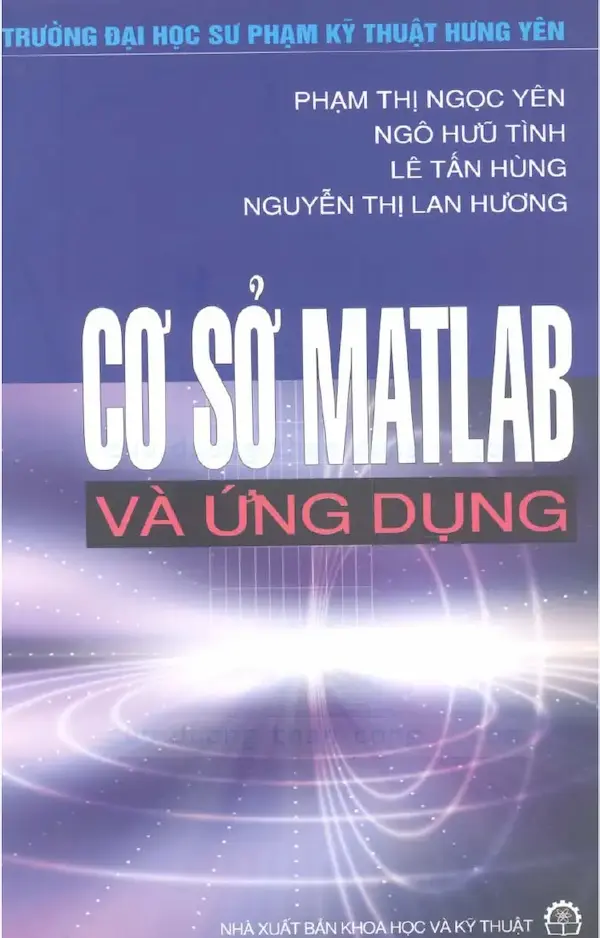 TRƯỜNG ĐẠI HỌC SƯ PHẠM KỸ THUẬT HƯNG YÊN
PHẠM THỊ NGỌC YÊN
NGÔ HƯŨ TÌNH
LÊ TẤN HÙNG
NGUYỄN THỊ LAN HƯƠNG
CƠ SỞ MATLAB
VÀ ỨNG DỤNG
NHÀ XUẤT BẢN KHOA HỌC VÀ KỸ THUẬT